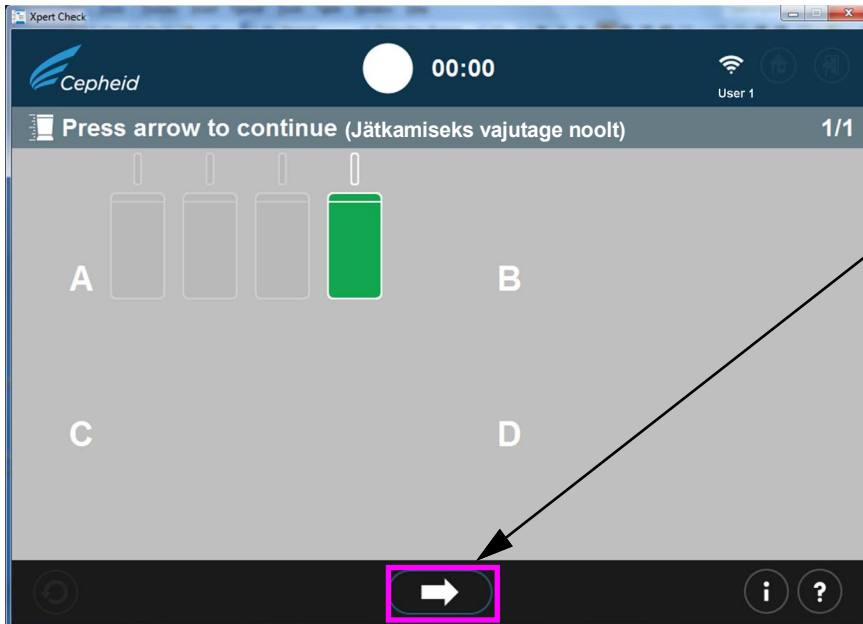 Xpert Check
Cepheid
00:00
User 1
Press arrow to continue (Jätkamiseks vajutage noolt)
1/1
A
B
C
D
i
?